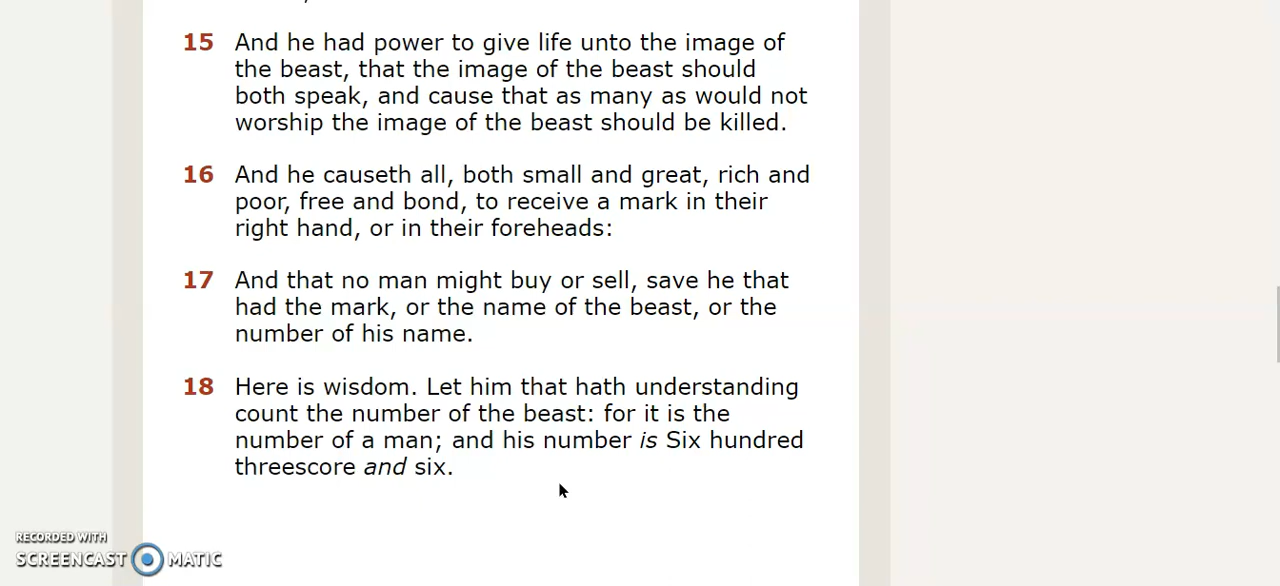 15 And he had power to give life unto the image of
the beast, that the image of the beast should
both speak, and cause that as many as would not
worship the image of the beast should be killed.
16 And he causeth all, both small and great, rich and
poor, free and bond, to receive a mark in their
right hand, or in their foreheads:
17 And that no man might buy or sell, save he that
had the mark, or the name of the beast, or the
number of his name.
18 Here is wisdom. Let him that hath understanding
count the number of the beast: for it is the
number of a man; and his number is Six hundred
threescore and six.
RECORDED WITH
SCREENCAST MATIC